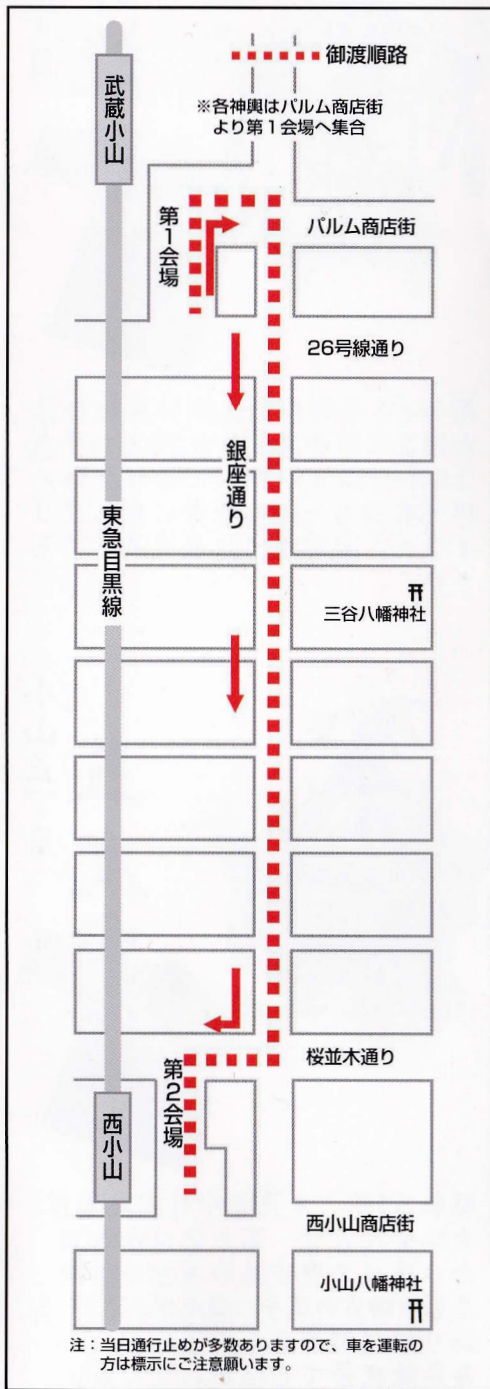 御渡順路
武蔵小山
※各神輿はパルム商店街
より第1会場へ集合
第1会場
パルム商店街
26号線通り
銀座通り
東急目黒線
三谷八幡神社
桜並木通り
第2会場
西小山
西小山商店街
小山八幡神社
注：当日通行止めが多数ありますので、車を運転の
方は標示にご注意願います。